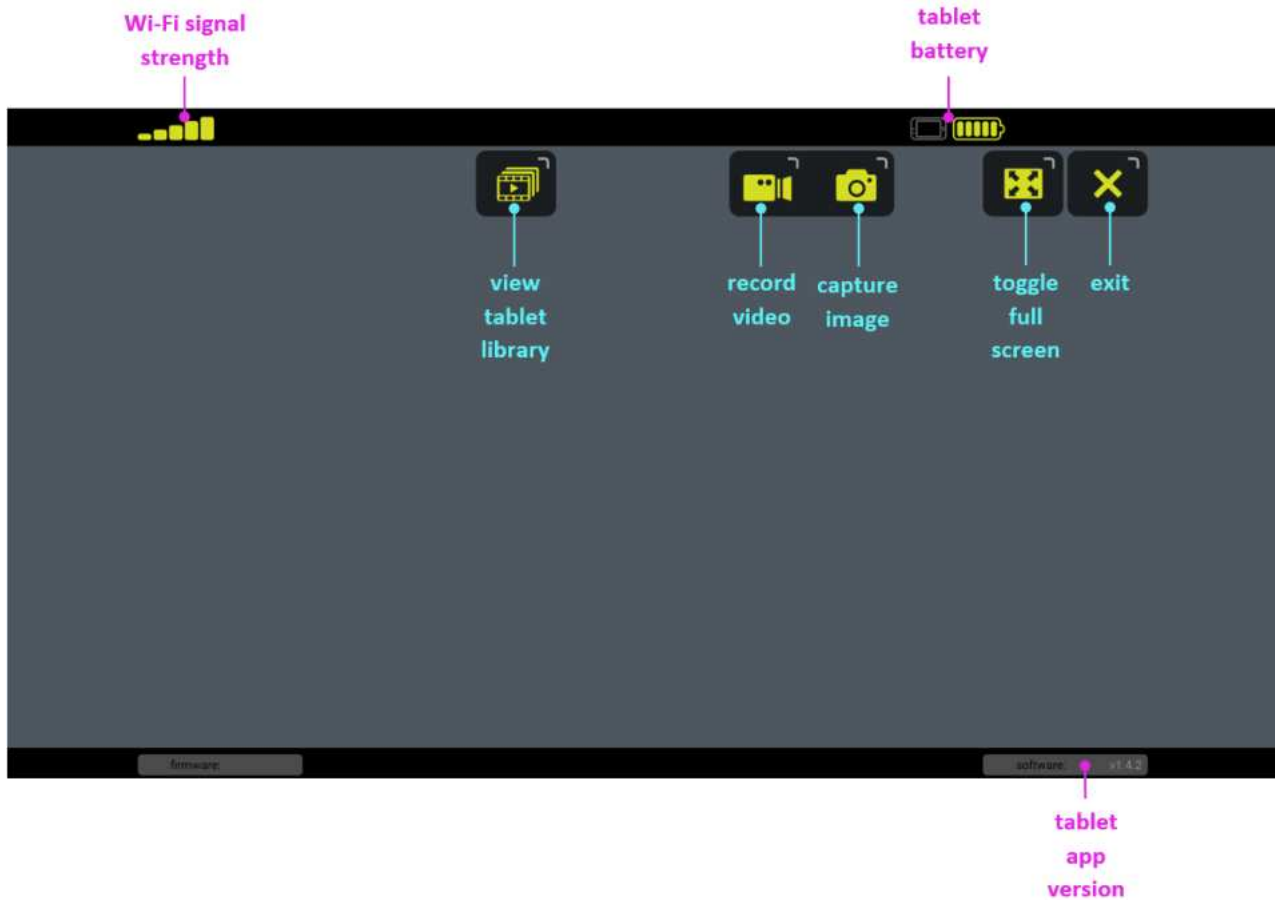 Wi-Fi signal
strength
tablet
battery
view
tablet
library
record
video
capture
image
toggle
full
screen
exit
firmware:
software: v1.4.2
tablet
app
version